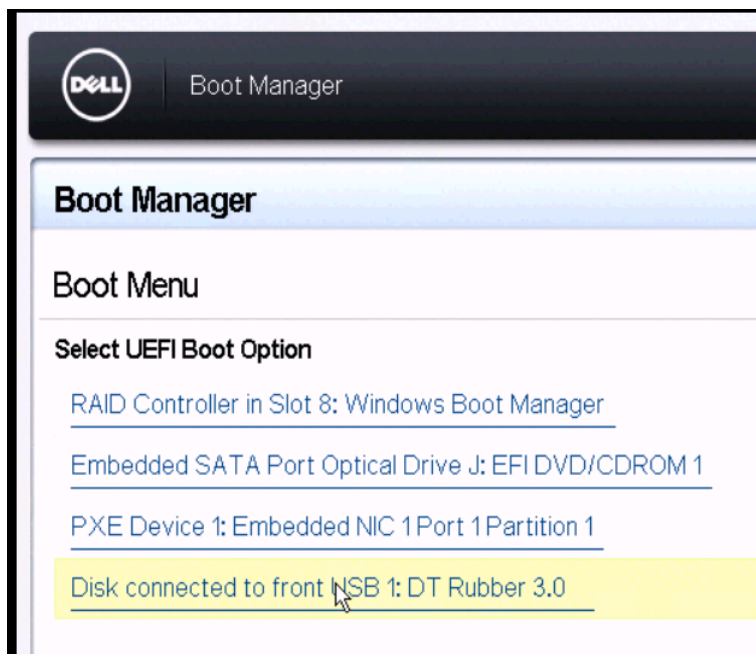 DELL
Boot Manager
Boot Manager
Boot Menu
Select UEFI Boot Option
RAID Controller in Slot 8: Windows Boot Manager
Embedded SATA Port Optical Drive J: EFI DVD/CDROM 1
PXE Device 1: Embedded NIC 1 Port 1 Partition 1
Disk connected to front USB 1: DT Rubber 3.0